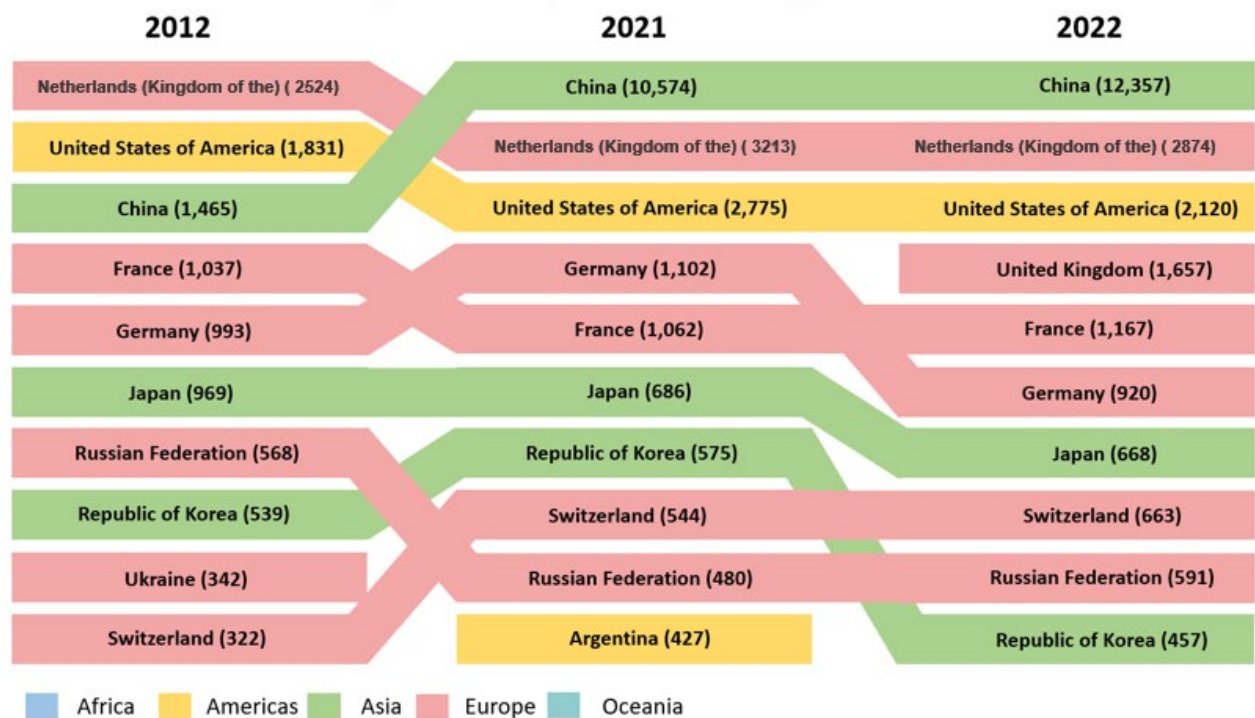 2012 2021 2022
Netherlands (Kingdom of the) ( 2524) China (10,574) China (12,357)
United States of America (1,831) Netherlands (Kingdom of the) ( 3213) Netherlands (Kingdom of the) ( 2874)
China (1,465) United States of America (2,775) United States of America (2,120)
France (1,037) Germany (1,102) United Kingdom (1,657)
Germany (993) France (1,062) France (1,167)
Japan (969) Japan (686) Germany (920)
Russian Federation (568) Republic of Korea (575) Japan (668)
Republic of Korea (539) Switzerland (544) Switzerland (663)
Ukraine (342) Russian Federation (480) Russian Federation (591)
Switzerland (322) Argentina (427) Republic of Korea (457)
Africa Americas Asia Europe Oceania